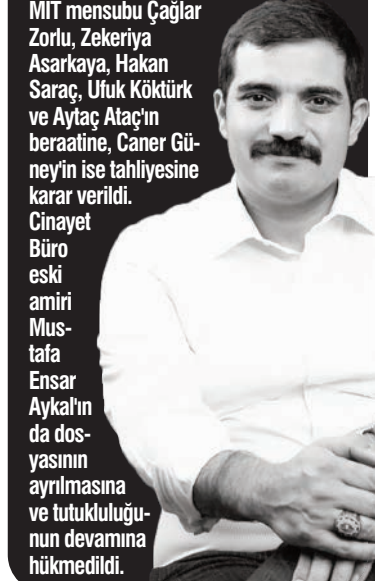 MİT mensubu Çağlar
Zorlu, Zekeriya
Asarkaya, Hakan
Saraç, Ufuk Köktürk
ve Aytaç Ataç'ın
beraatine, Caner Gü-
ney'in ise tahliyesine
karar verildi.
Cinayet
Büro
eski
amiri
Mus-
tafa
Ensar
Aykal'ın
da dos-
yasının
ayrılmasına
ve tutukluluğu-
nun devamına
hükmedildi.